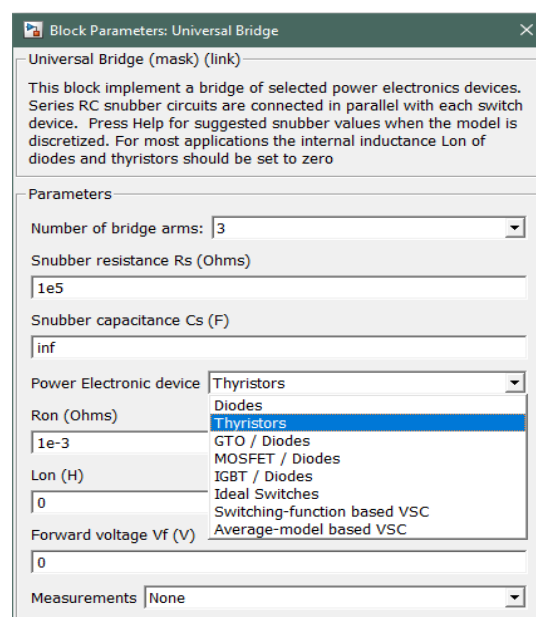 Block Parameters: Universal Bridge
Universal Bridge (mask) (link)
This block implement a bridge of selected power electronics devices.
Series RC snubber circuits are connected in parallel with each switch
device. Press Help for suggested snubber values when the model is
discretized. For most applications the internal inductance Lon of
diodes and thyristors should be set to zero
Parameters
Number of bridge arms: 3
Snubber resistance Rs (Ohms)
1e5
Snubber capacitance Cs (F)
inf
Power Electronic device Thyristors
Diodes
Thyristors
GTO / Diodes
MOSFET / Diodes
IGBT / Diodes
Ideal Switches
Switching-function based VSC
Average-model based VSC
Ron (Ohms)
1e-3
Lon (H)
0
Forward voltage Vf (V)
0
Measurements None